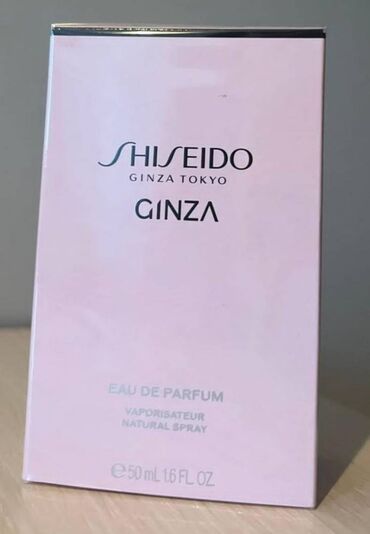 SHISEIDO
GINZA TOKYO
GINZA
EAU DE PARFUM
VAPORISATEUR
NATURAL SPRAY
℮50 mL 1.6 FL. OZ.